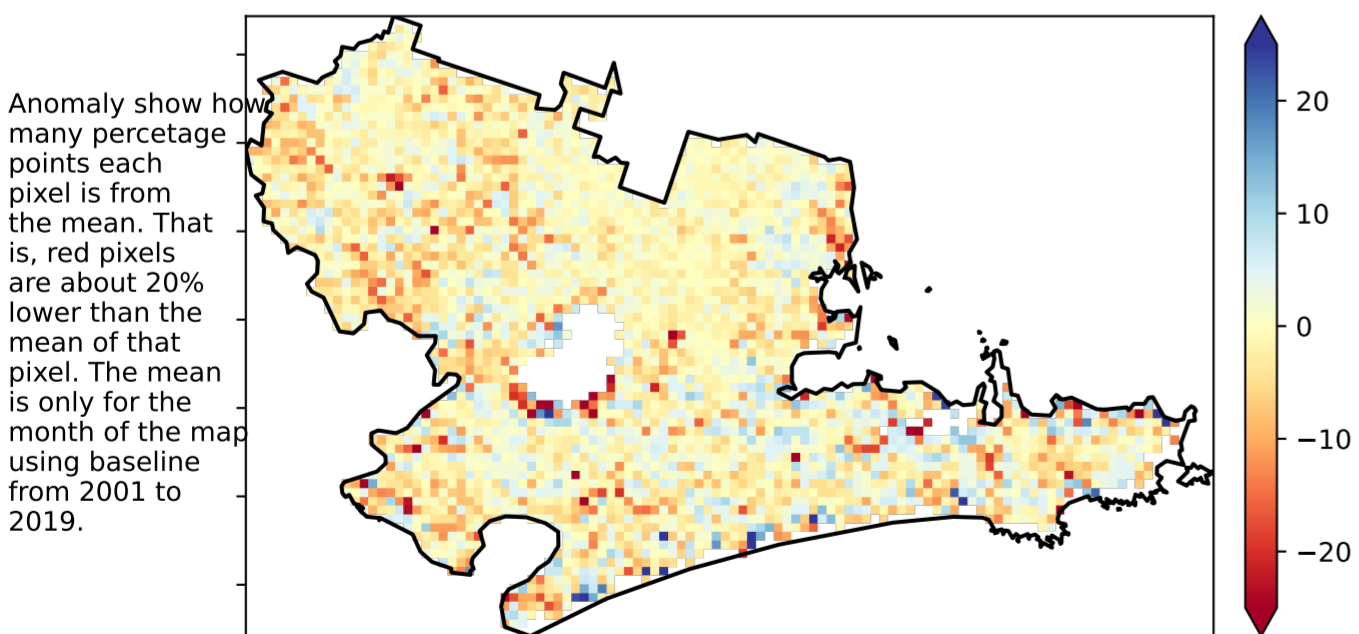 Anomaly show how
many percetage
points each
pixel is from
the mean. That
is, red pixels
are about 20%
lower than the
mean of that
pixel. The mean
is only for the
month of the map
using baseline
from 2001 to
2019.
20
10
0
−10
−20